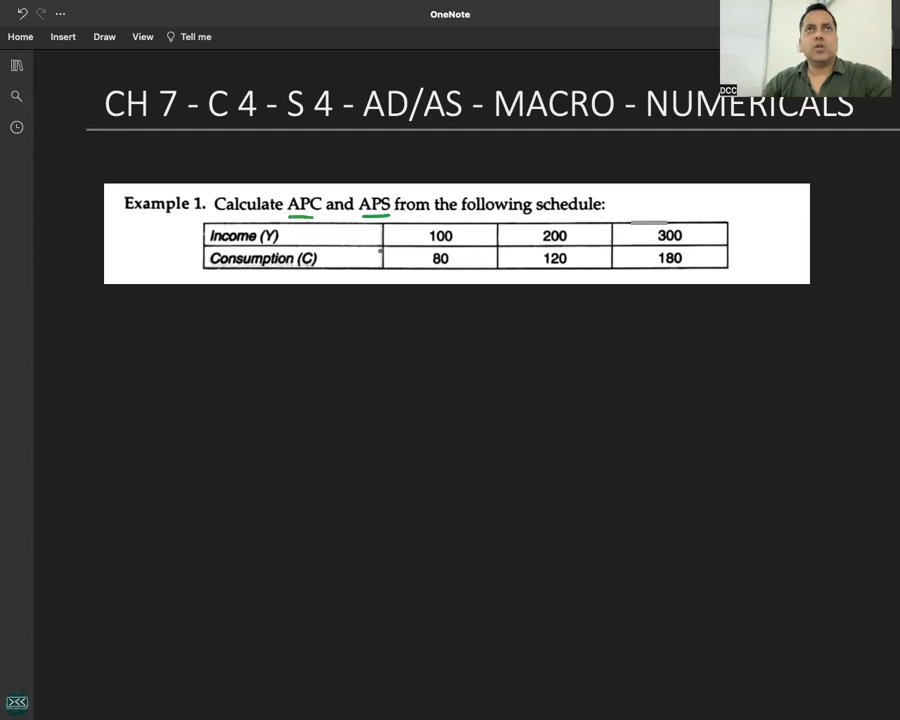 OneNote
Home Insert Draw View Tell me
DCC
CH 7 - C 4 - S 4 - AD/AS - MACRO - NUMERICALS
Example 1. Calculate APC and APS from the following schedule:
Income (Y) 100 200 300
Consumption (C) 80 120 180